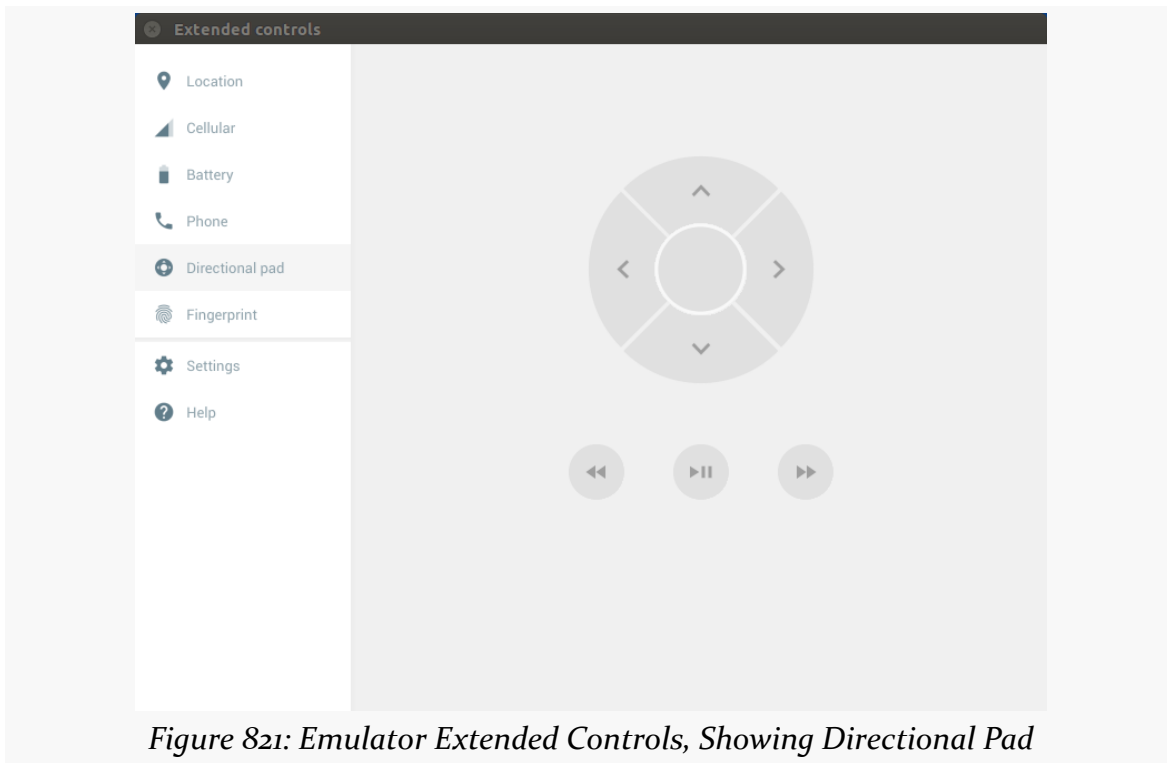 Extended controls
Location
Cellular
Battery
Phone
Directional pad
Fingerprint
Settings
Help
Figure 821: Emulator Extended Controls, Showing Directional Pad